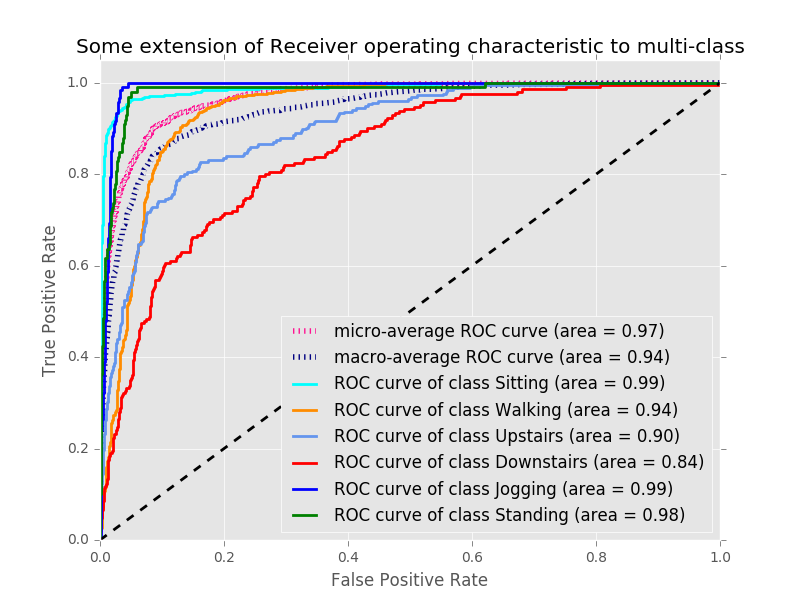 Some extension of Receiver operating characteristic to multi-class
True Positive Rate
1.0
0.8
0.6
0.4
0.2
0.0
micro-average ROC curve (area = 0.97)
macro-average ROC curve (area = 0.94)
ROC curve of class Sitting (area = 0.99)
ROC curve of class Walking (area = 0.94)
ROC curve of class Upstairs (area = 0.90)
ROC curve of class Downstairs (area = 0.84)
ROC curve of class Jogging (area = 0.99)
ROC curve of class Standing (area = 0.98)
0.0 0.2 0.4 0.6 0.8 1.0
False Positive Rate